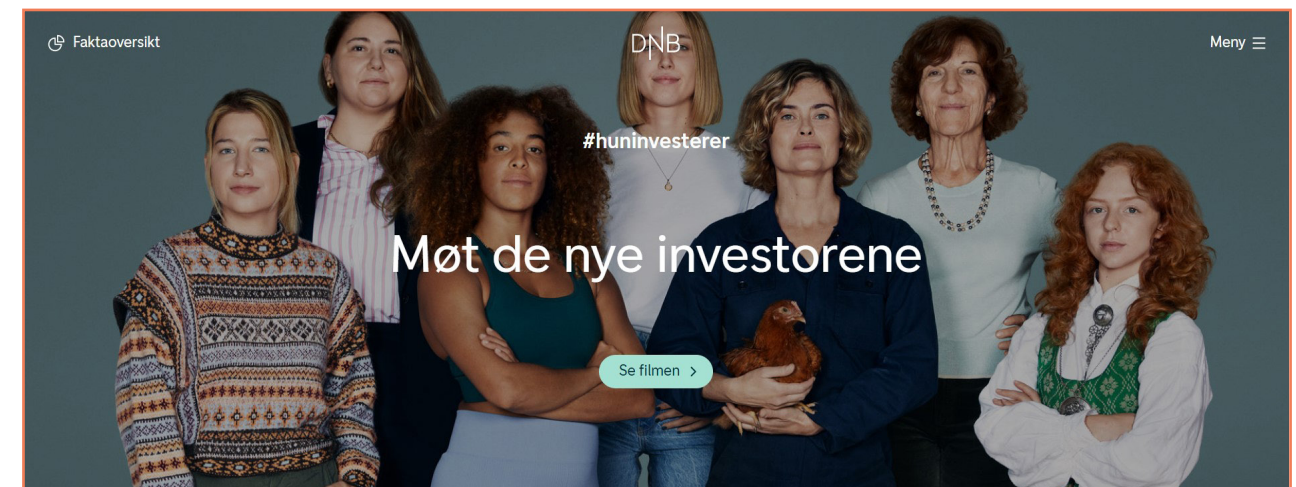 Faktaoversikt
DNB
Meny
#huninvesterer
Møt de nye investorene
Se filmen